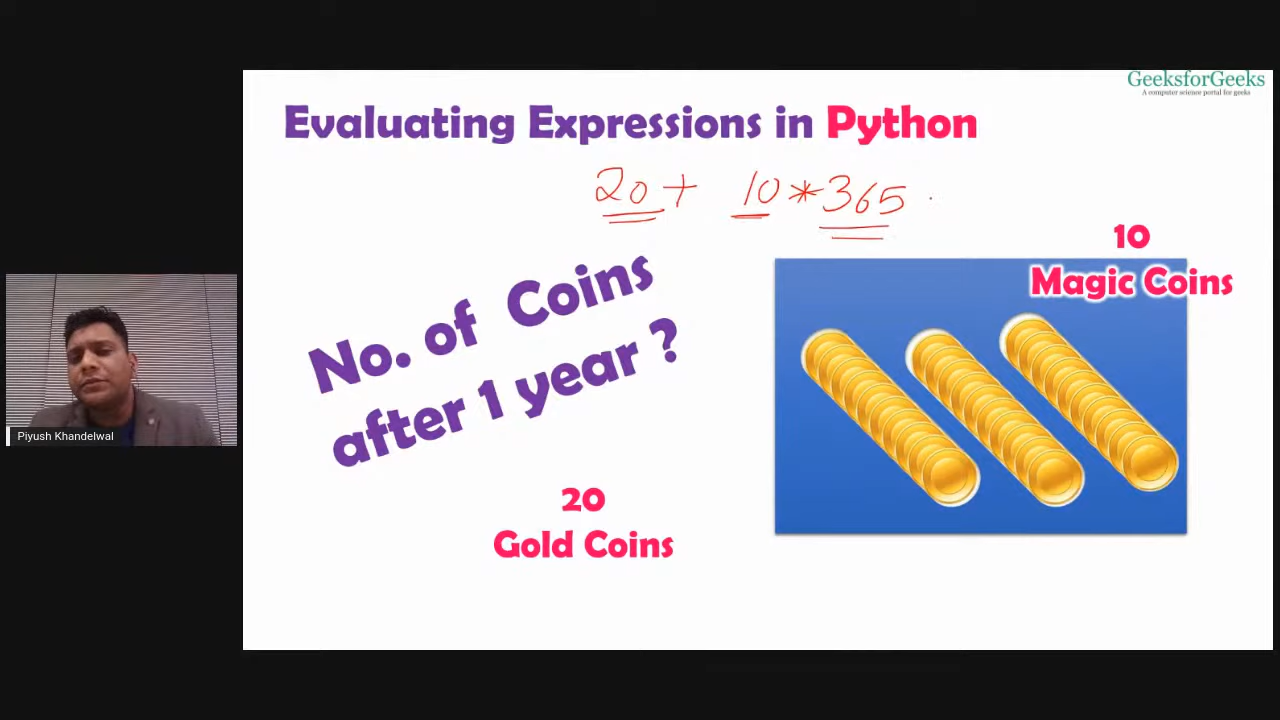 GeeksforGeeks
A computer science portal for geeks
Evaluating Expressions in Python
20 + 10 * 365
10
Magic Coins
No. of Coins
after 1 year ?
Piyush Khandelwal
20
Gold Coins